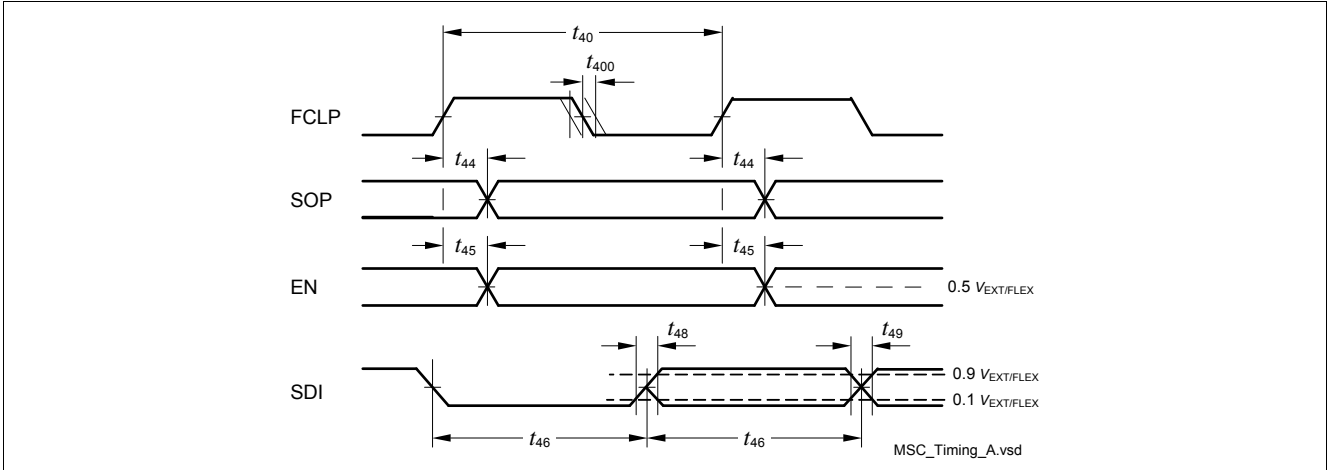 t40
t400
FCLP
t44 t44
SOP
t45 t45
EN
0.5 VEXT/FLEX
t48 t49
SDI
0.9 VEXT/FLEX
0.1 VEXT/FLEX
t46 t46
MSC_Timing_A.vsd